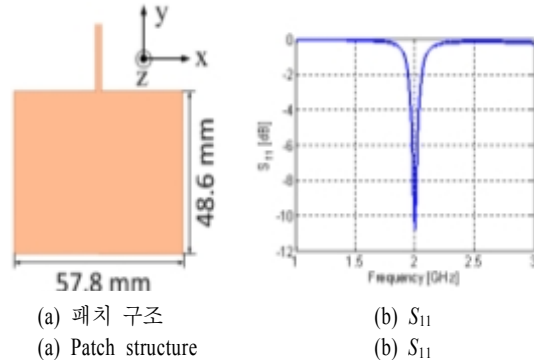 y
x
z
48.6 mm
57.8 mm
0
-2
-4
-6
-8
-10
-12
S11 [dB]
1
1.5
2
2.5
3
Frequency [GHz]
(a) 패치 구조
(a) Patch structure
(b) S11
(b) S11